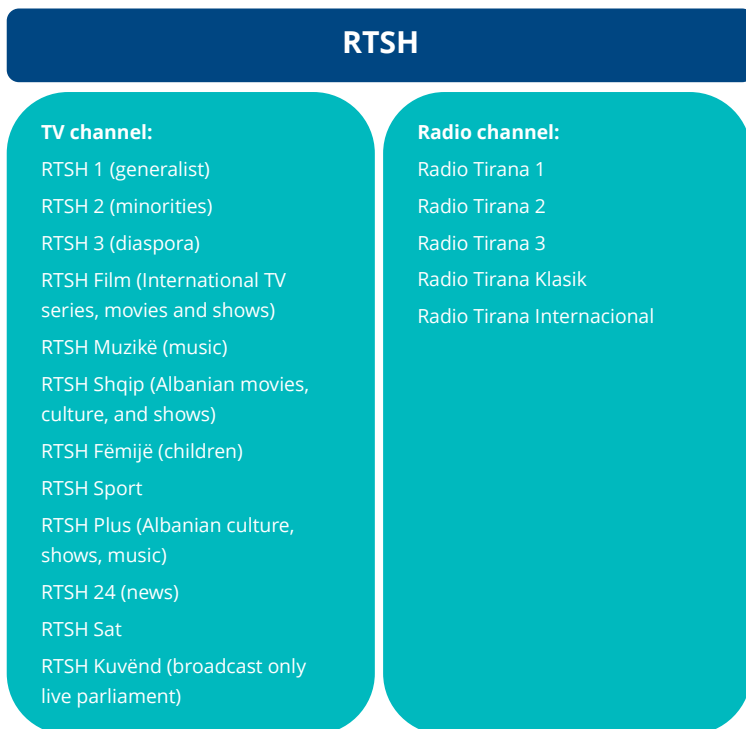 RTSH
TV channel:
RTSH 1 (generalist)
RTSH 2 (minorities)
RTSH 3 (diaspora)
RTSH Film (International TV
series, movies and shows)
RTSH Muzikë (music)
RTSH Shqip (Albanian movies,
culture, and shows)
RTSH Fëmijë (children)
RTSH Sport
RTSH Plus (Albanian culture,
shows, music)
RTSH 24 (news)
RTSH Sat
RTSH Kuvënd (broadcast only
live parliament)
Radio channel:
Radio Tirana 1
Radio Tirana 2
Radio Tirana 3
Radio Tirana Klasik
Radio Tirana Internacional